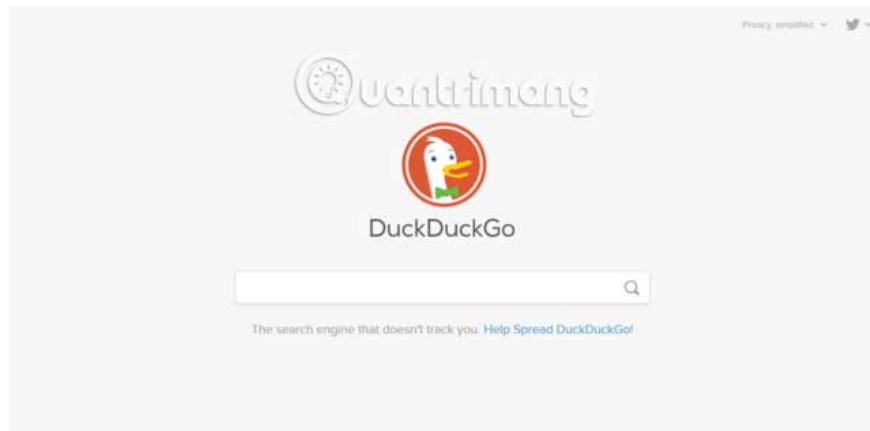 Privacy, simplified.
Quantrimang
DuckDuckGo
The search engine that doesn't track you. Help Spread DuckDuckGo!